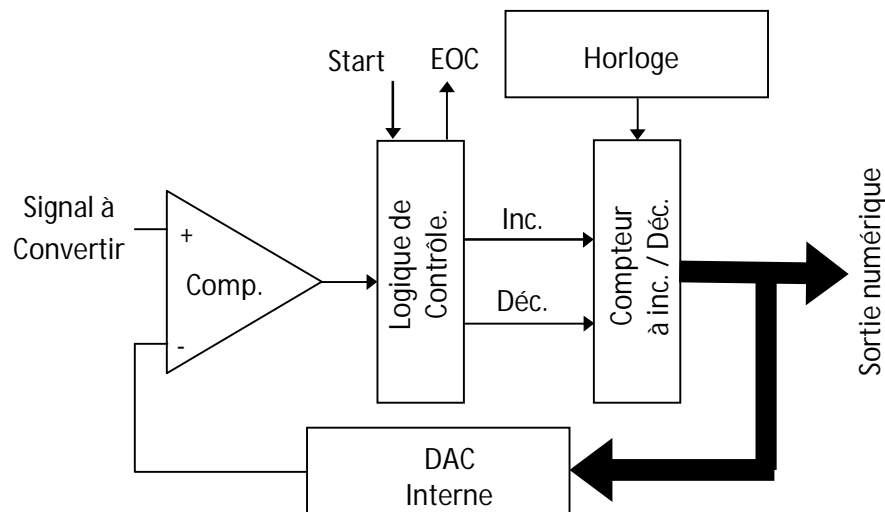 Start
EOC
Horloge
Signal à
Convertir
+
Comp.
-
Logique de
Contrôle.
Inc.
Déc.
Compteur
à inc. / Déc.
Sortie numérique
DAC
Interne